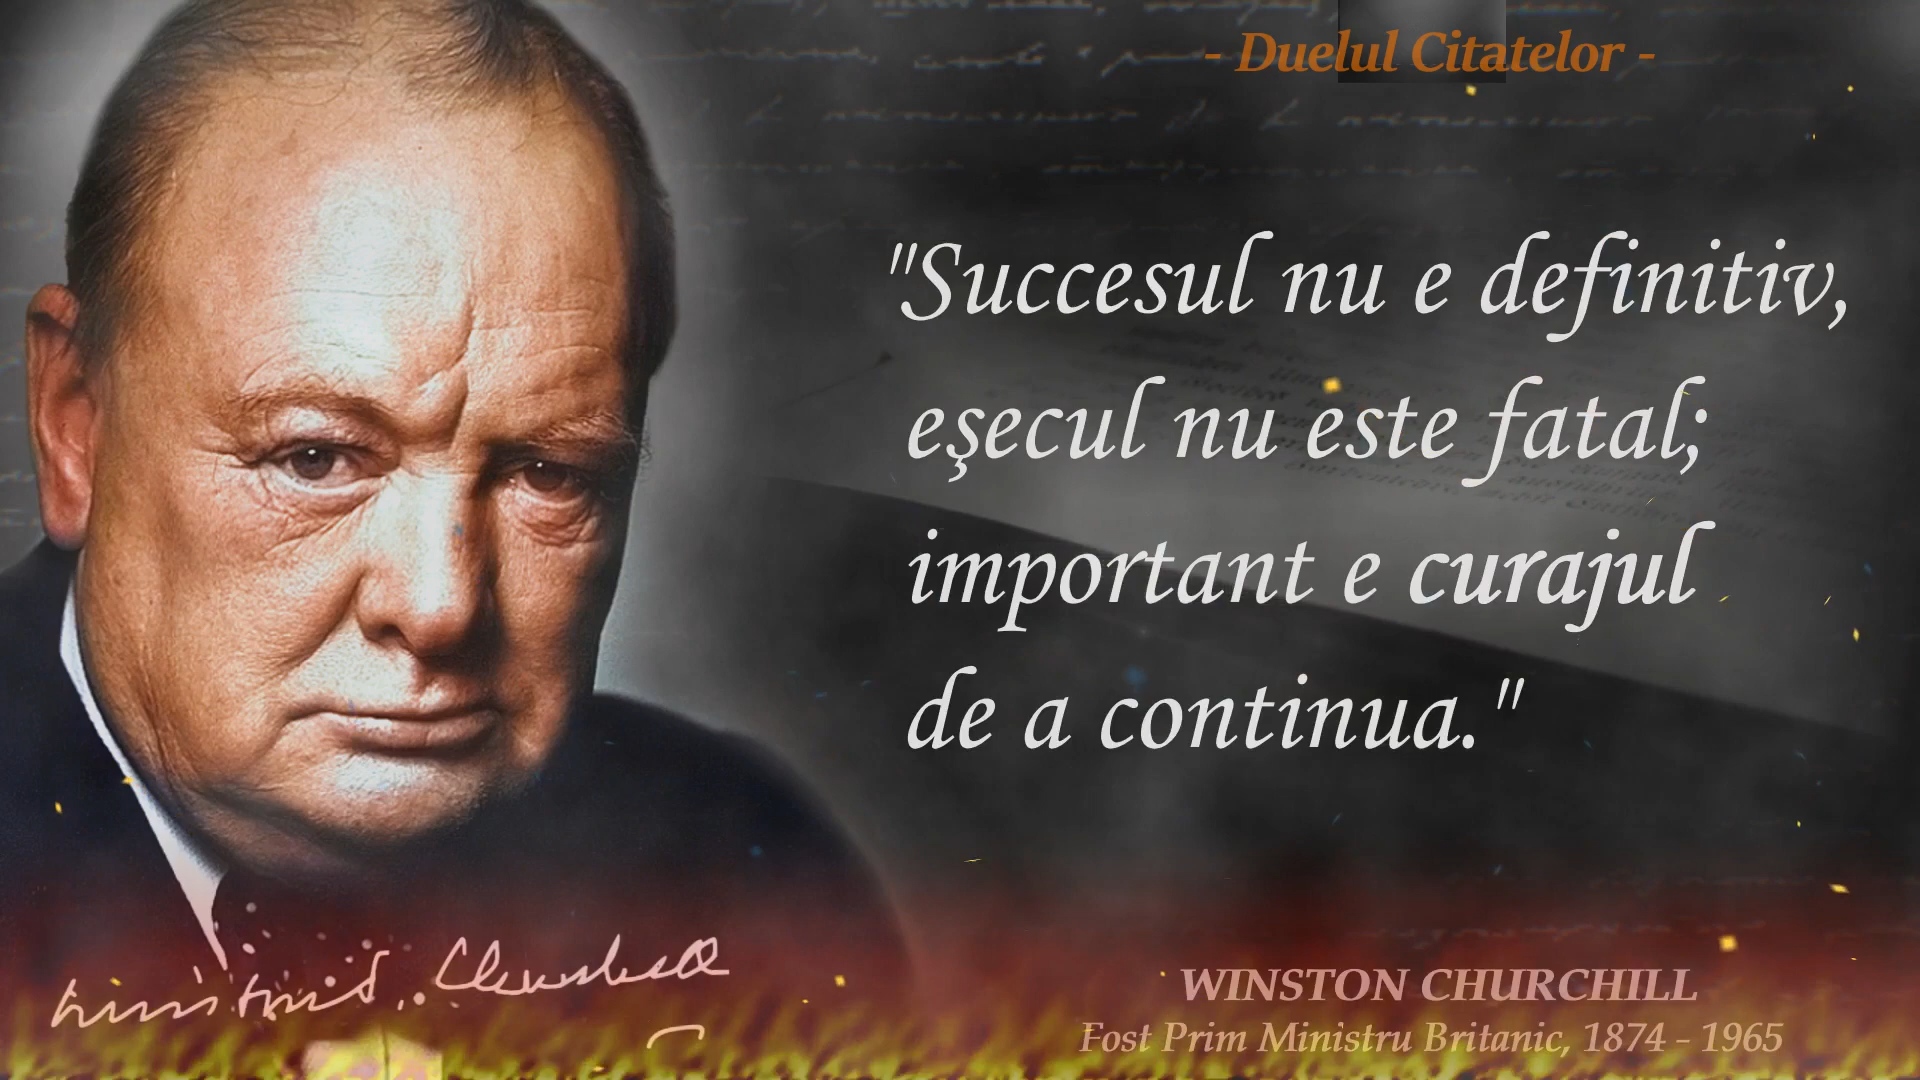 - Duelul Citatelor -
"Succesul nu e definitiv,
eşecul nu este fatal;
important e curajul
de a continua."
WINSTON CHURCHILL
Fost Prim Ministru Britanic, 1874 - 1965